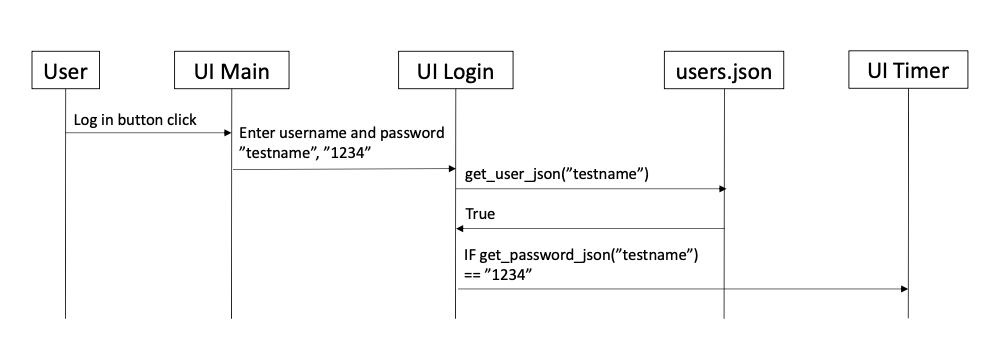 User
UI Main
UI Login
users.json
UI Timer
Log in button click
Enter username and password
”testname”, ”1234”
get_user_json(”testname”)
True
IF get_password_json(”testname”)
== ”1234”